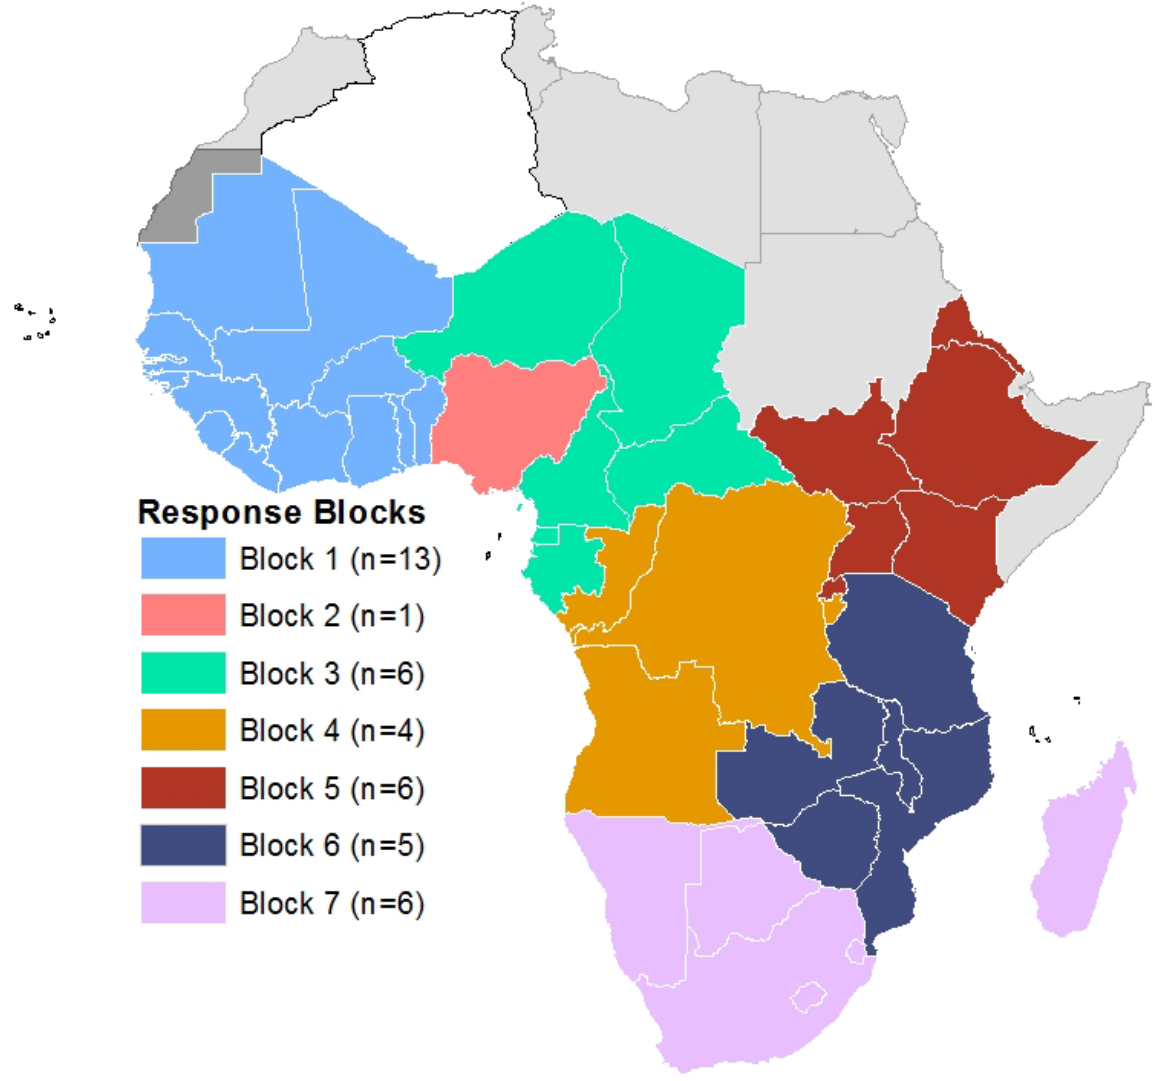 Response Blocks
Block 1 (n=13)
Block 2 (n=1)
Block 3 (n=6)
Block 4 (n=4)
Block 5 (n=6)
Block 6 (n=5)
Block 7 (n=6)